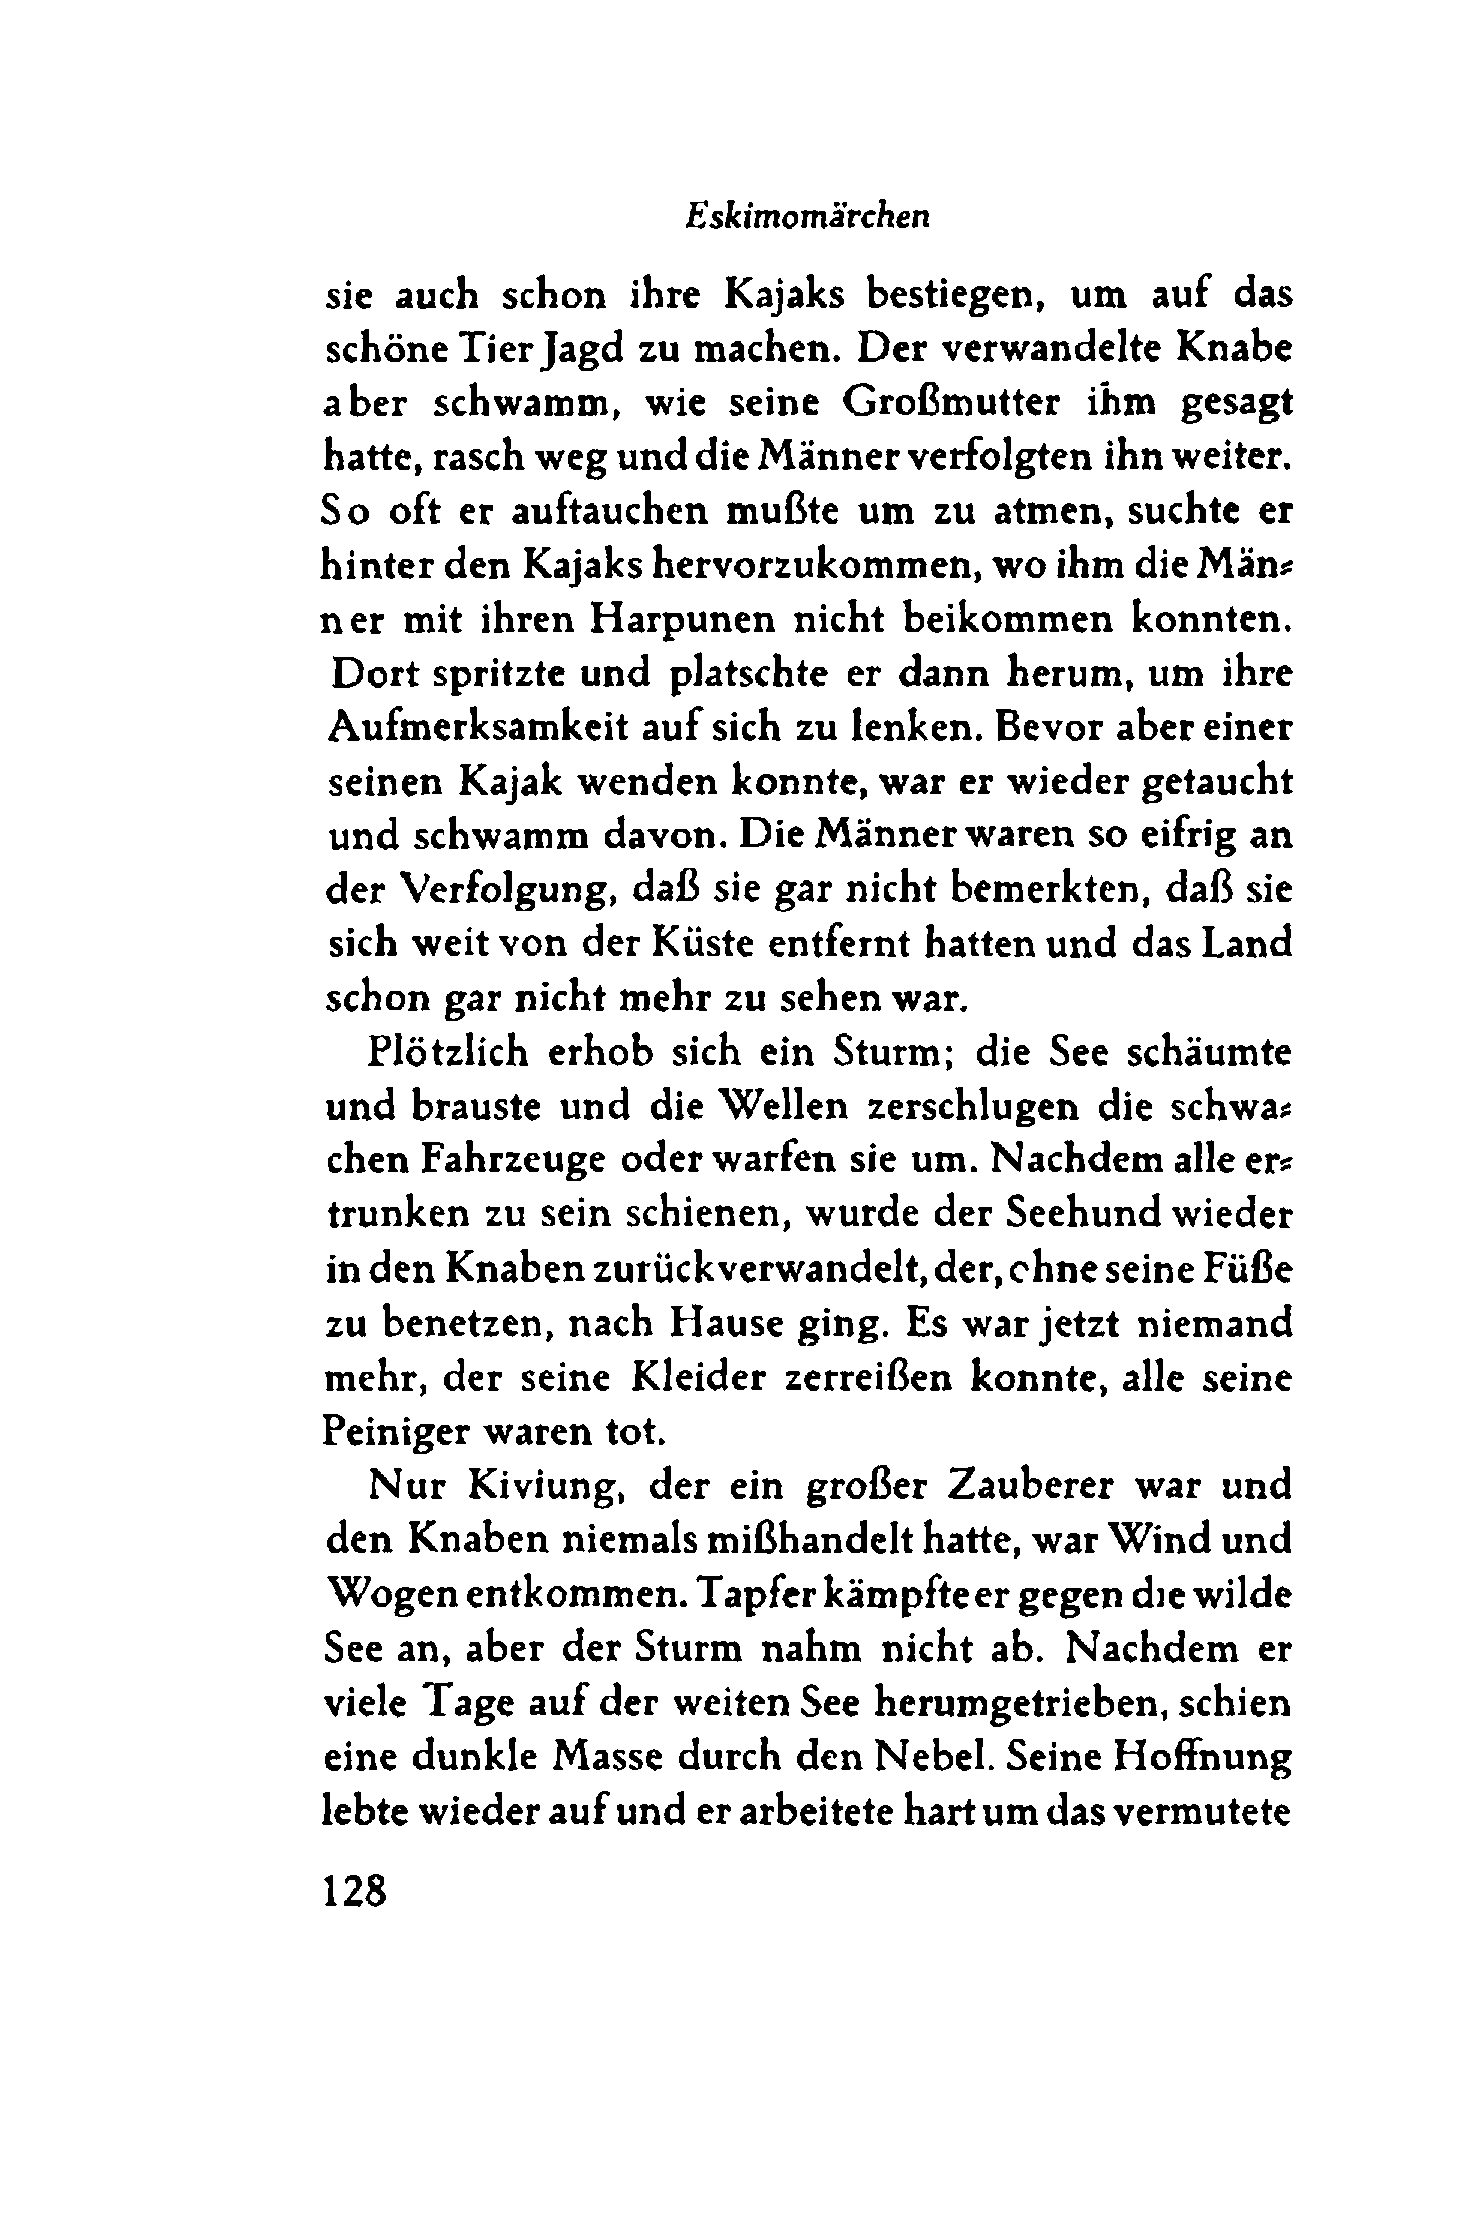 Eskimomärchen
sie auch schon ihre Kajaks bestiegen, um auf das
schöne Tier Jagd zu machen. Der verwandelte Knabe
aber schwamm, wie seine Großmutter ihm gesagt
hatte, rasch weg und die Männer verfolgten ihn weiter.
So oft er auftauchen mußte um zu atmen, suchte er
hinter den Kajaks hervorzukommen, wo ihm die Män-
ner mit ihren Harpunen nicht beikommen konnten.
Dort spritzte und platschte er dann herum, um ihre
Aufmerksamkeit auf sich zu lenken. Bevor aber einer
seinen Kajak wenden konnte, war er wieder getaucht
und schwamm davon. Die Männer waren so eifrig an
der Verfolgung, daß sie gar nicht bemerkten, daß sie
sich weit von der Küste entfernt hatten und das Land
schon gar nicht mehr zu sehen war.
Plötzlich erhob sich ein Sturm; die See schäumte
und brauste und die Wellen zerschlugen die schwa-
chen Fahrzeuge oder warfen sie um. Nachdem alle er-
trunken zu sein schienen, wurde der Seehund wieder
in den Knaben zurückverwandelt, der, ohne seine Füße
zu benetzen, nach Hause ging. Es war jetzt niemand
mehr, der seine Kleider zerreißen konnte, alle seine
Peiniger waren tot.
Nur Kiviung, der ein großer Zauberer war und
den Knaben niemals mißhandelt hatte, war Wind und
Wogen entkommen. Tapfer kämpfte er gegen die wilde
See an, aber der Sturm nahm nicht ab. Nachdem er
viele Tage auf der weiten See herumgetrieben, schien
eine dunkle Masse durch den Nebel. Seine Hoffnung
lebte wieder auf und er arbeitete hart um das vermutete
128